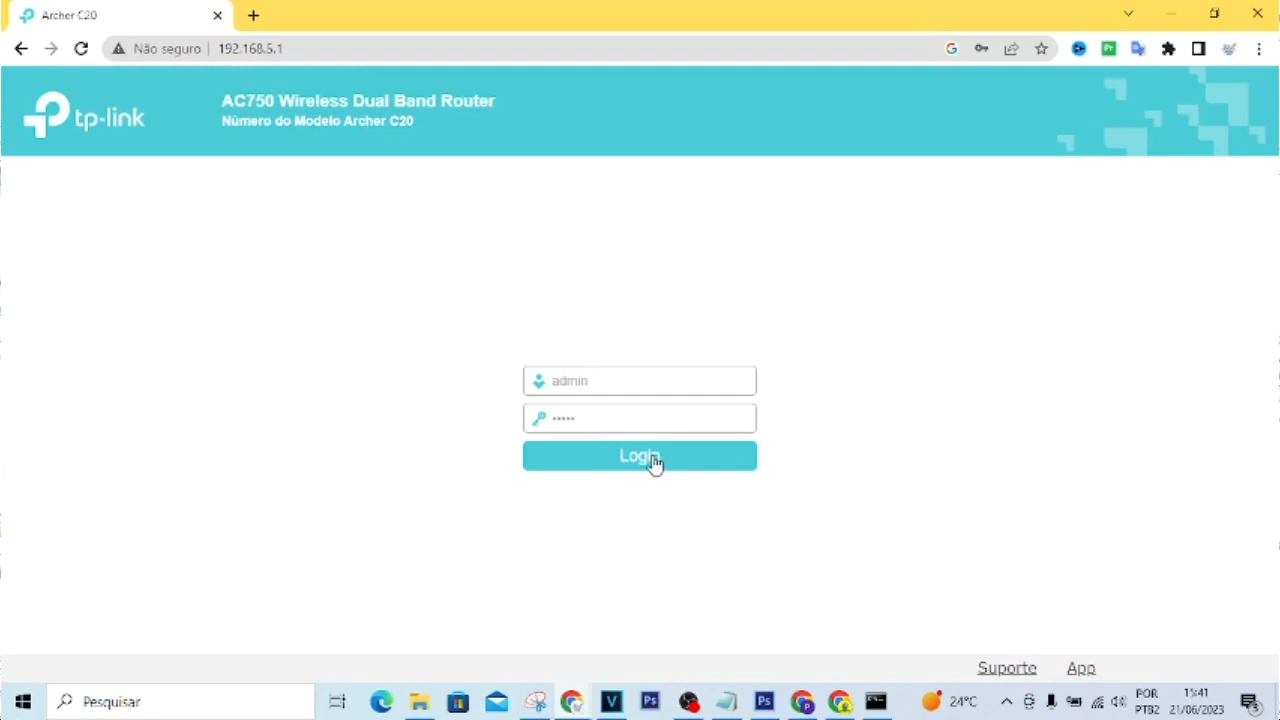 Archer C20
Não seguro
192.168.5.1
tp-link
AC750 Wireless Dual Band Router
Número do Modelo Archer C20
admin
•••••
Login
Suporte
App
Pesquisar
24°C
POR
PTB2
15:41
21/06/2023